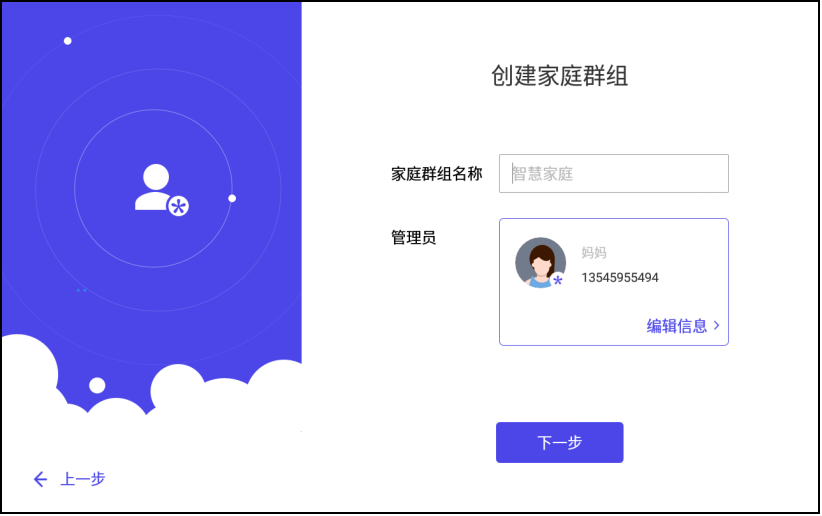 创建家庭群组
家庭群组名称
智慧家庭
管理员
妈妈
13545955494
编辑信息 >
下一步
上一步